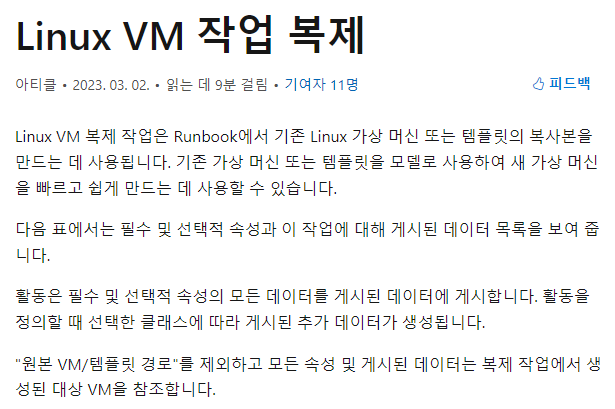 Linux VM 작업 복제
아티클 • 2023. 03. 02. • 읽는 데 9분 걸림 • 기여자 11명
피드백
Linux VM 복제 작업은 Runbook에서 기존 Linux 가상 머신 또는 템플릿의 복사본을
만드는 데 사용됩니다. 기존 가상 머신 또는 템플릿을 모델로 사용하여 새 가상 머신
을 빠르고 쉽게 만드는 데 사용할 수 있습니다.
다음 표에서는 필수 및 선택적 속성과 이 작업에 대해 게시된 데이터 목록을 보여 줍
니다.
활동은 필수 및 선택적 속성의 모든 데이터를 게시된 데이터에 게시합니다. 활동을
정의할 때 선택한 클래스에 따라 게시된 추가 데이터가 생성됩니다.
"원본 VM/템플릿 경로"를 제외하고 모든 속성 및 게시된 데이터는 복제 작업에서 생
성된 대상 VM을 참조합니다.